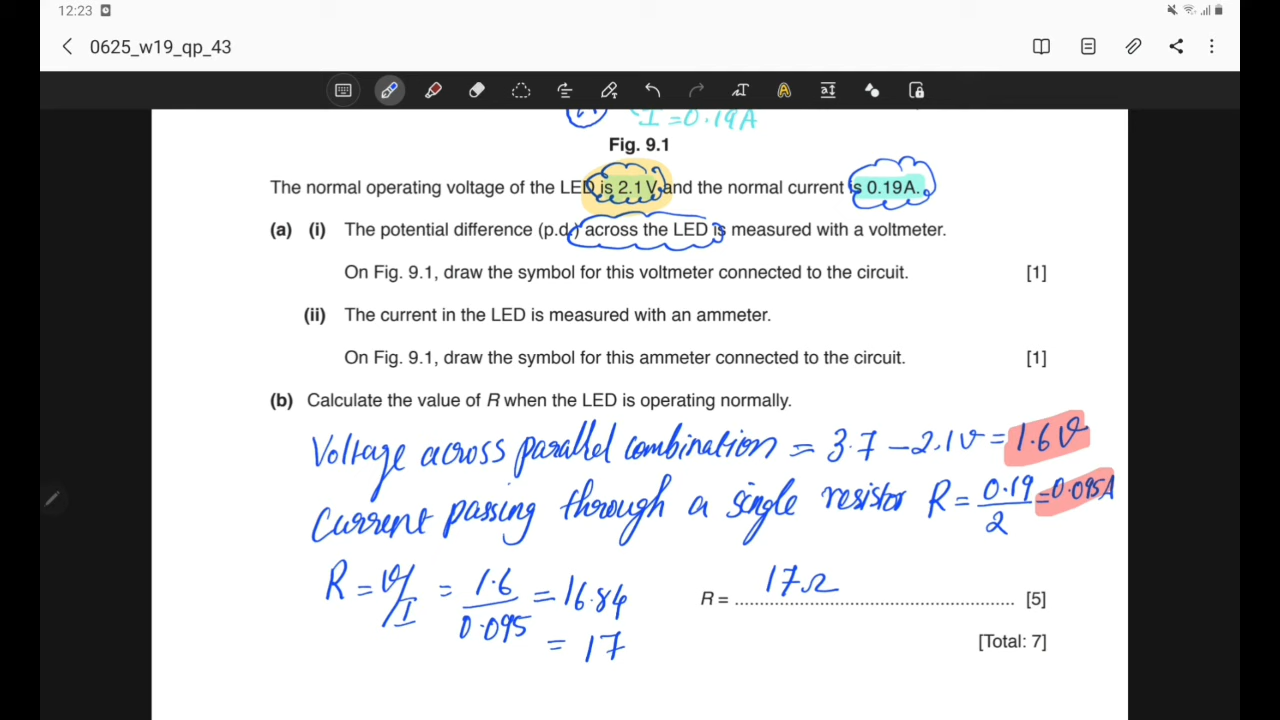 12:23
0625_w19_qp_43
I = 0.19A
Fig. 9.1
The normal operating voltage of the LED is 2.1 V and the normal current is 0.19 A.
(a) (i) The potential difference (p.d.) across the LED is measured with a voltmeter.
On Fig. 9.1, draw the symbol for this voltmeter connected to the circuit. [1]
(ii) The current in the LED is measured with an ammeter.
On Fig. 9.1, draw the symbol for this ammeter connected to the circuit. [1]
(b) Calculate the value of R when the LED is operating normally.
Voltage across parallel combination = 3.7 - 2.1V = 1.6V
Current passing through a single resistor R = 0.19/2 = 0.095A
R = V/I = 1.6/0.095 = 16.84
= 17
R = 17Ω [5]
[Total: 7]